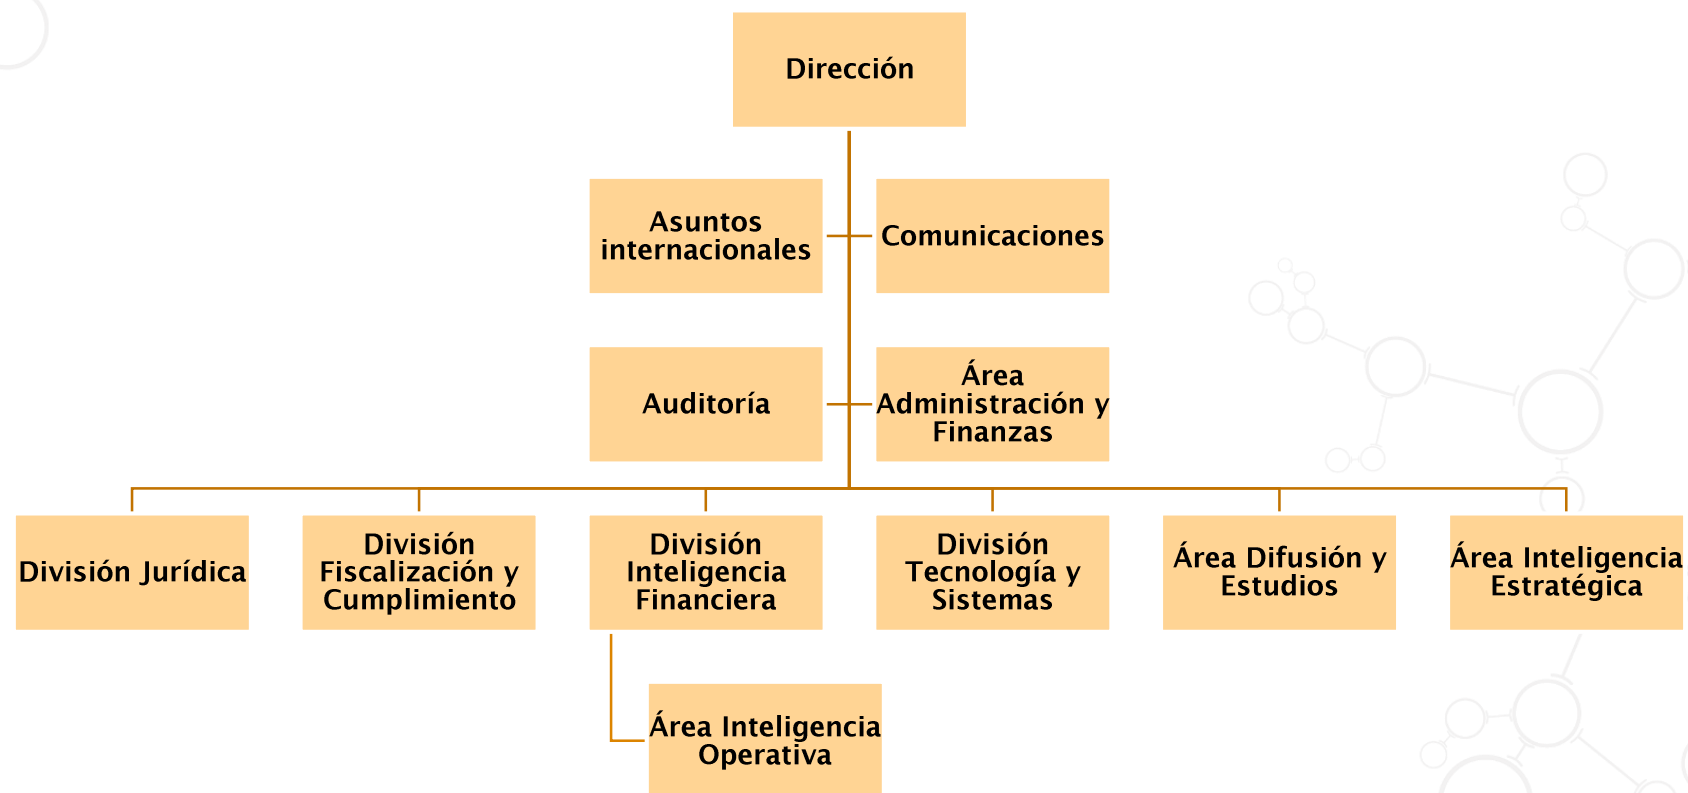 Dirección
Asuntos
internacionales
Comunicaciones
Auditoría
Área
Administración y
Finanzas
División Jurídica
División
Fiscalización y
Cumplimiento
División
Inteligencia
Financiera
División
Tecnología y
Sistemas
Área Difusión y
Estudios
Área Inteligencia
Estratégica
Área Inteligencia
Operativa